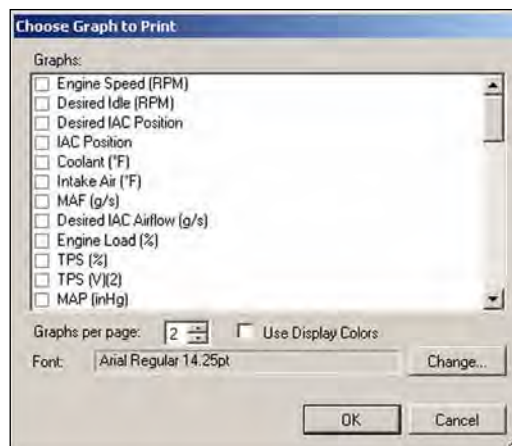 Choose Graph to Print
Graphs:
Engine Speed (RPM)
Desired Idle (RPM)
Desired IAC Position
IAC Position
Coolant (°F)
Intake Air (°F)
MAF (g/s)
Desired IAC Airflow (g/s)
Engine Load (%)
TPS (%)
TPS (V)(2)
MAP (inHg)
Graphs per page: 2 Use Display Colors
Font: Arial Regular 14.25pt Change...
OK Cancel